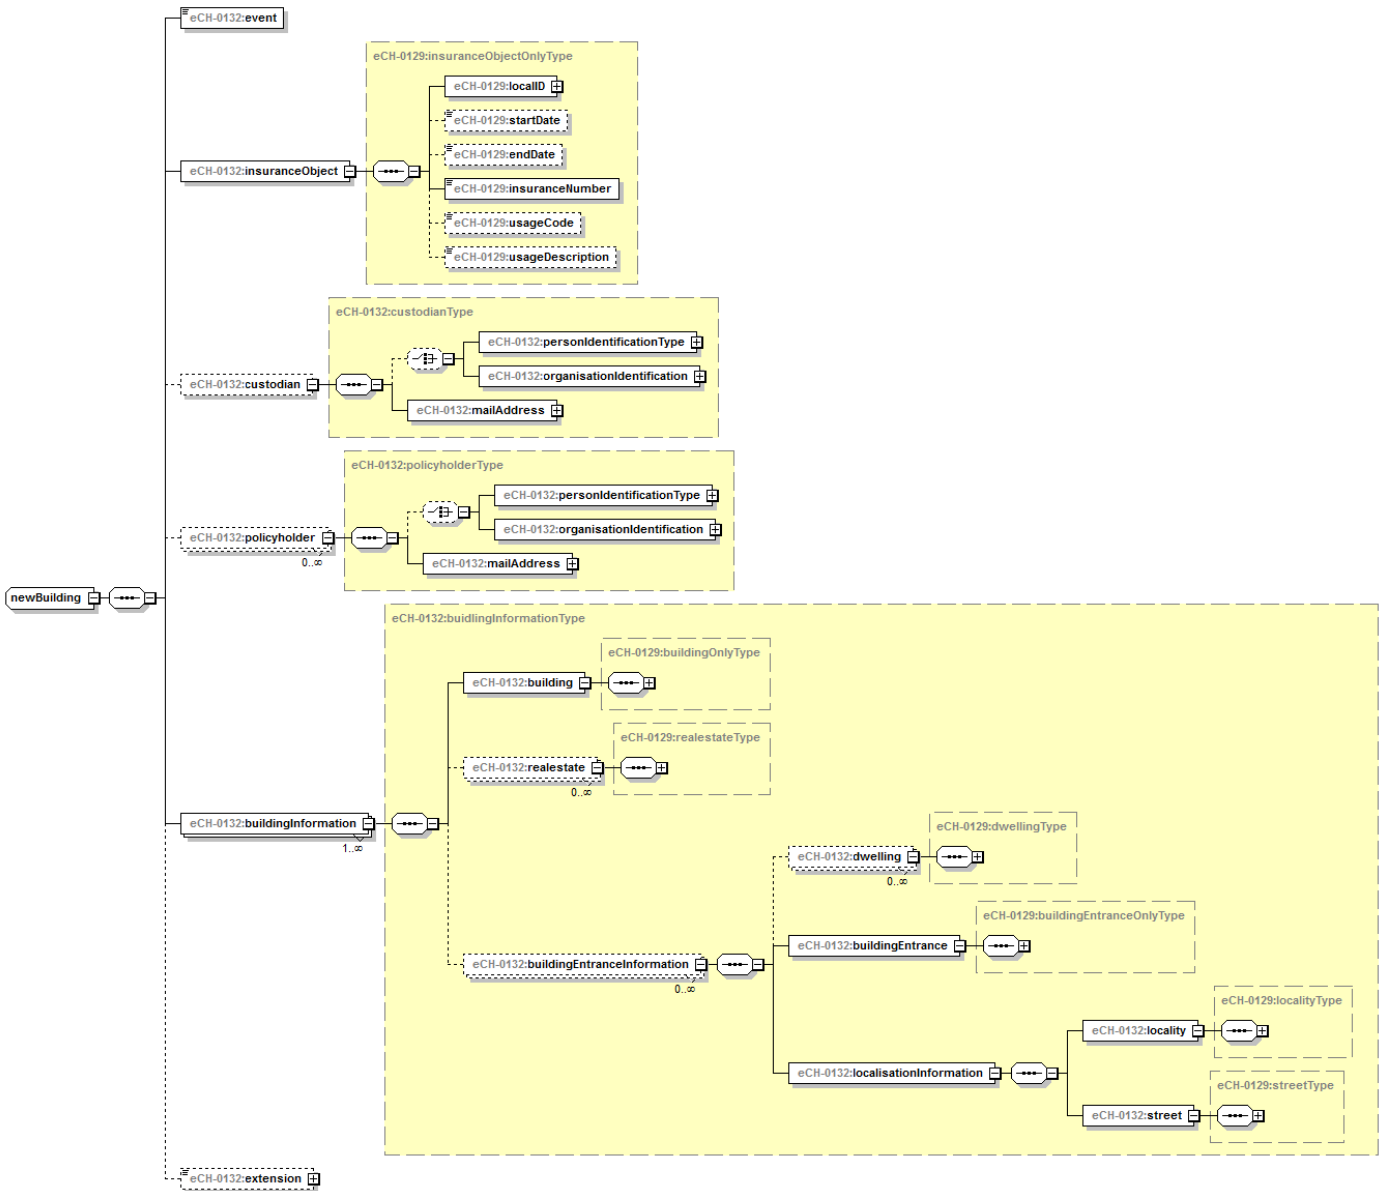 eCH-0132:event
eCH-0129:insuranceObjectOnlyType
eCH-0129:localID
eCH-0129:startDate
eCH-0129:endDate
eCH-0132:insuranceObject
eCH-0129:insuranceNumber
eCH-0129:usageCode
eCH-0129:usageDescription
eCH-0132:custodianType
eCH-0132:personIdentificationType
eCH-0132:organisationIdentification
eCH-0132:custodian
eCH-0132:mailAddress
eCH-0132:policyholderType
eCH-0132:personIdentificationType
eCH-0132:organisationIdentification
eCH-0132:policyholder
0..∞
eCH-0132:mailAddress
newBuilding
eCH-0132:buidlingInformationType
eCH-0129:buildingOnlyType
eCH-0132:building
eCH-0129:realestateType
eCH-0132:realestate
0..∞
eCH-0132:buildingInformation
1..∞
eCH-0129:dwellingType
eCH-0132:dwelling
0..∞
eCH-0129:buildingEntranceOnlyType
eCH-0132:buildingEntrance
eCH-0132:buildingEntranceInformation
0..∞
eCH-0129:localityType
eCH-0132:locality
eCH-0132:localisationInformation
eCH-0129:streetType
eCH-0132:street
eCH-0132:extension